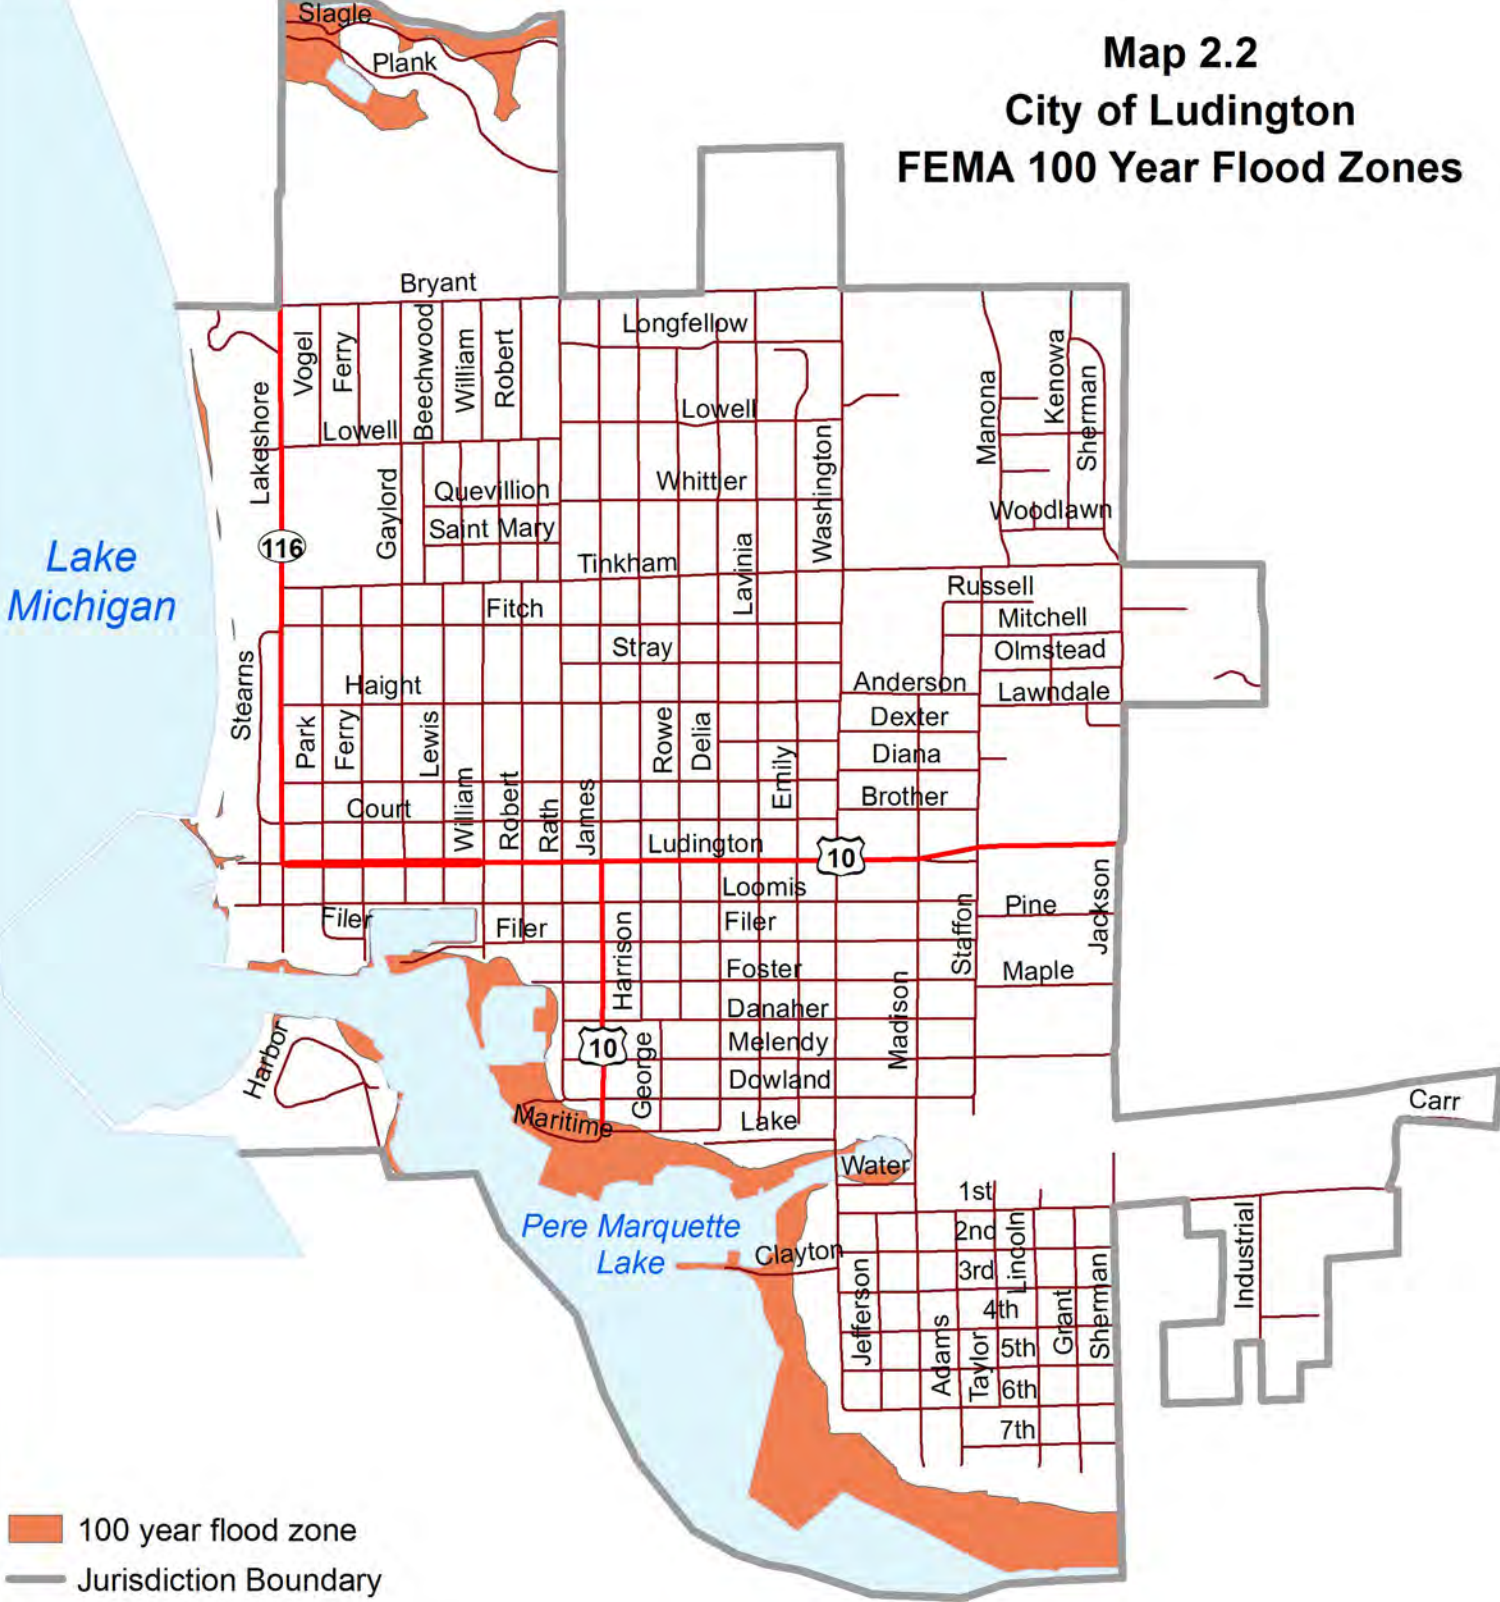 Map 2.2
City of Ludington
FEMA 100 Year Flood Zones
Slagle
Plank
Bryant
Longfellow
Vogel
Ferry
Beechwood
William
Robert
Lakeshore
Lowell
Lowell
Manona
Kenowa
Sherman
Gaylord
Quevillion
Saint Mary
Whittier
Washington
Woodlawn
116
Lake
Michigan
Tinkham
Lavinia
Russell
Fitch
Mitchell
Stray
Olmstead
Stearns
Haight
Anderson
Lawndale
Park
Ferry
Lewis
Rowe
Delia
Dexter
Diana
Emily
William
Robert
Rath
James
Court
Brother
Ludington
10
Loomis
Filer
Filer
Filer
Harrison
Staffon
Pine
Jackson
Foster
Maple
Danaher
Madison
Harbor
10
George
Melendy
Dowland
Maritime
Lake
Carr
Water
1st
Pere Marquette
Lake
2nd
Lincoln
Clayton
3rd
Industrial
Jefferson
4th
Grant
Sherman
Adams
Taylor
5th
6th
7th
100 year flood zone
Jurisdiction Boundary